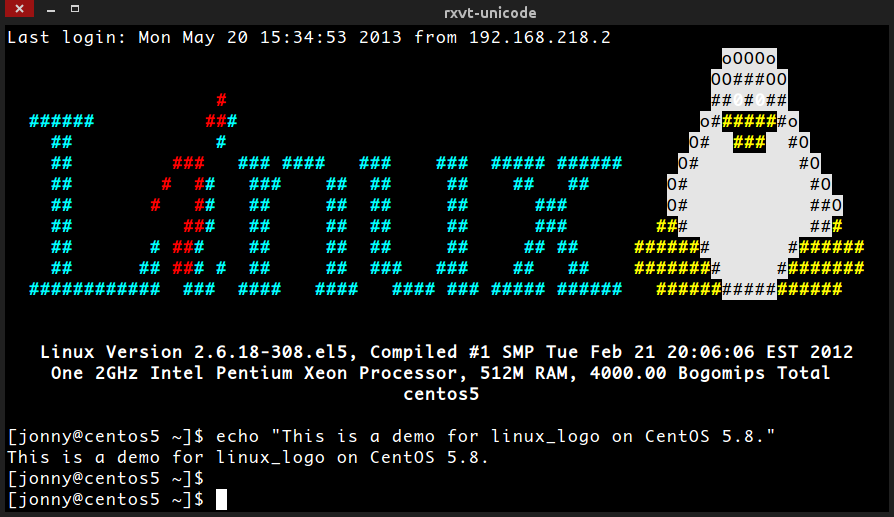 rxvt-unicode
Last login: Mon May 20 15:34:53 2013 from 192.168.218.2
Linux Version 2.6.18-308.el5, Compiled #1 SMP Tue Feb 21 20:06:06 EST 2012
One 2GHz Intel Pentium Xeon Processor, 512M RAM, 4000.00 Bogomips Total
centos5
[jonny@centos5 ~]$ echo "This is a demo for linux_logo on CentOS 5.8."
This is a demo for linux_logo on CentOS 5.8.
[jonny@centos5 ~]$
[jonny@centos5 ~]$